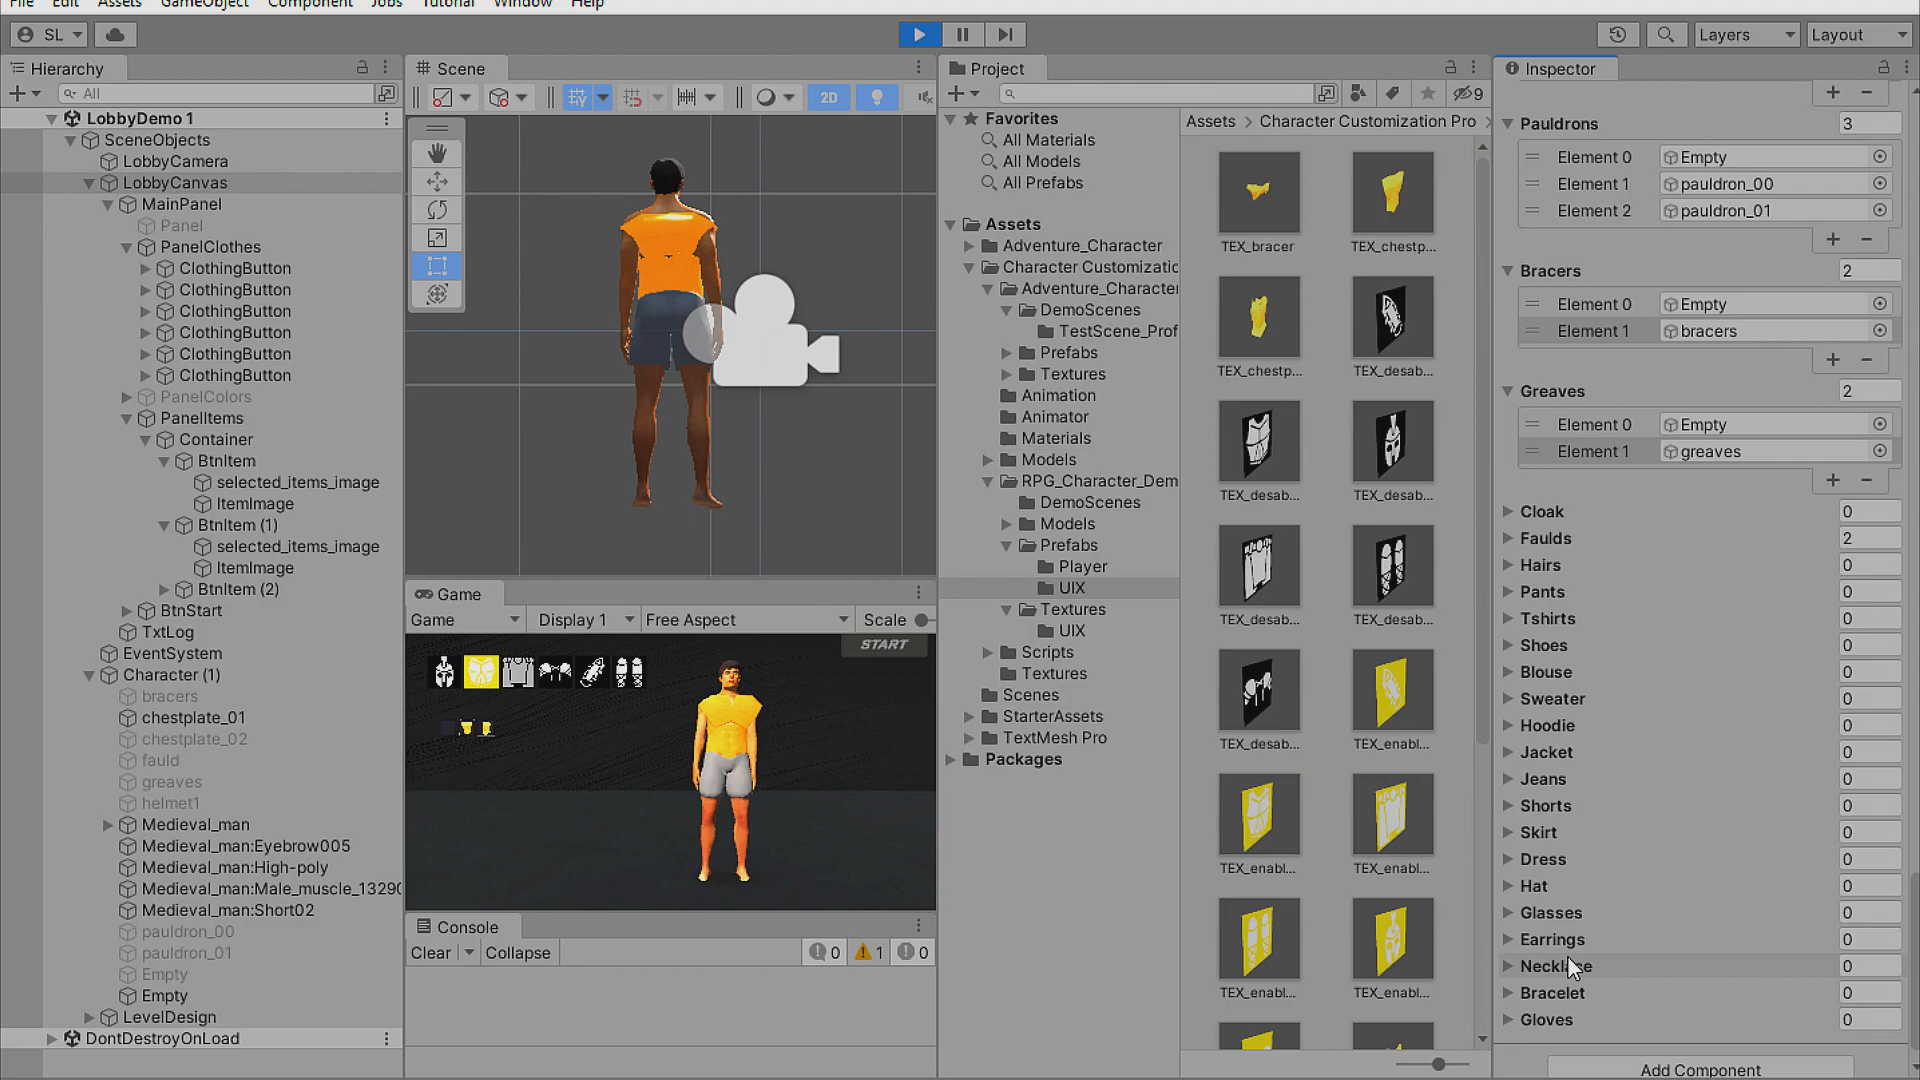 File Edit Assets GameObject Component Jobs Tutorial Window Help
SL
Layers
Layout
Hierarchy
All
LobbyDemo 1
SceneObjects
LobbyCamera
LobbyCanvas
MainPanel
Panel
PanelClothes
ClothingButton
ClothingButton
ClothingButton
ClothingButton
ClothingButton
ClothingButton
PanelColors
PanelItems
Container
BtnItem
selected_items_image
ItemImage
BtnItem (1)
selected_items_image
ItemImage
BtnItem (2)
BtnStart
TxtLog
EventSystem
Character (1)
bracers
chestplate_01
chestplate_02
fauld
greaves
helmet1
Medieval_man
Medieval_man:Eyebrow005
Medieval_man:High-poly
Medieval_man:Male_muscle_1329
Medieval_man:Short02
pauldron_00
pauldron_01
Empty
Empty
LevelDesign
DontDestroyOnLoad
Scene
2D
Game
Game
Display 1
Free Aspect
Scale
START
Console
Clear
Collapse
0
1
0
Project
9
Favorites
All Materials
All Models
All Prefabs
Assets
Adventure_Character
Character Customizatic
Adventure_Character
DemoScenes
TestScene_Prof
Prefabs
Textures
Animation
Animator
Materials
Models
RPG_Character_Dem
DemoScenes
Models
Prefabs
Player
UIX
Textures
UIX
Scripts
Textures
Scenes
StarterAssets
TextMesh Pro
Packages
Assets > Character Customization Pro >
TEX_bracer
TEX_chestp...
TEX_chestp...
TEX_desab...
TEX_desab...
TEX_desab...
TEX_desab...
TEX_desab...
TEX_desab...
TEX_enabl...
TEX_enabl...
TEX_enabl...
TEX_enabl...
TEX_enabl...
Inspector
Pauldrons 3
Element 0 Empty
Element 1 pauldron_00
Element 2 pauldron_01
Bracers 2
Element 0 Empty
Element 1 bracers
Greaves 2
Element 0 Empty
Element 1 greaves
Cloak 0
Faulds 2
Hairs 0
Pants 0
Tshirts 0
Shoes 0
Blouse 0
Sweater 0
Hoodie 0
Jacket 0
Jeans 0
Shorts 0
Skirt 0
Dress 0
Hat 0
Glasses 0
Earrings 0
Necklace 0
Bracelet 0
Gloves 0
Add Component